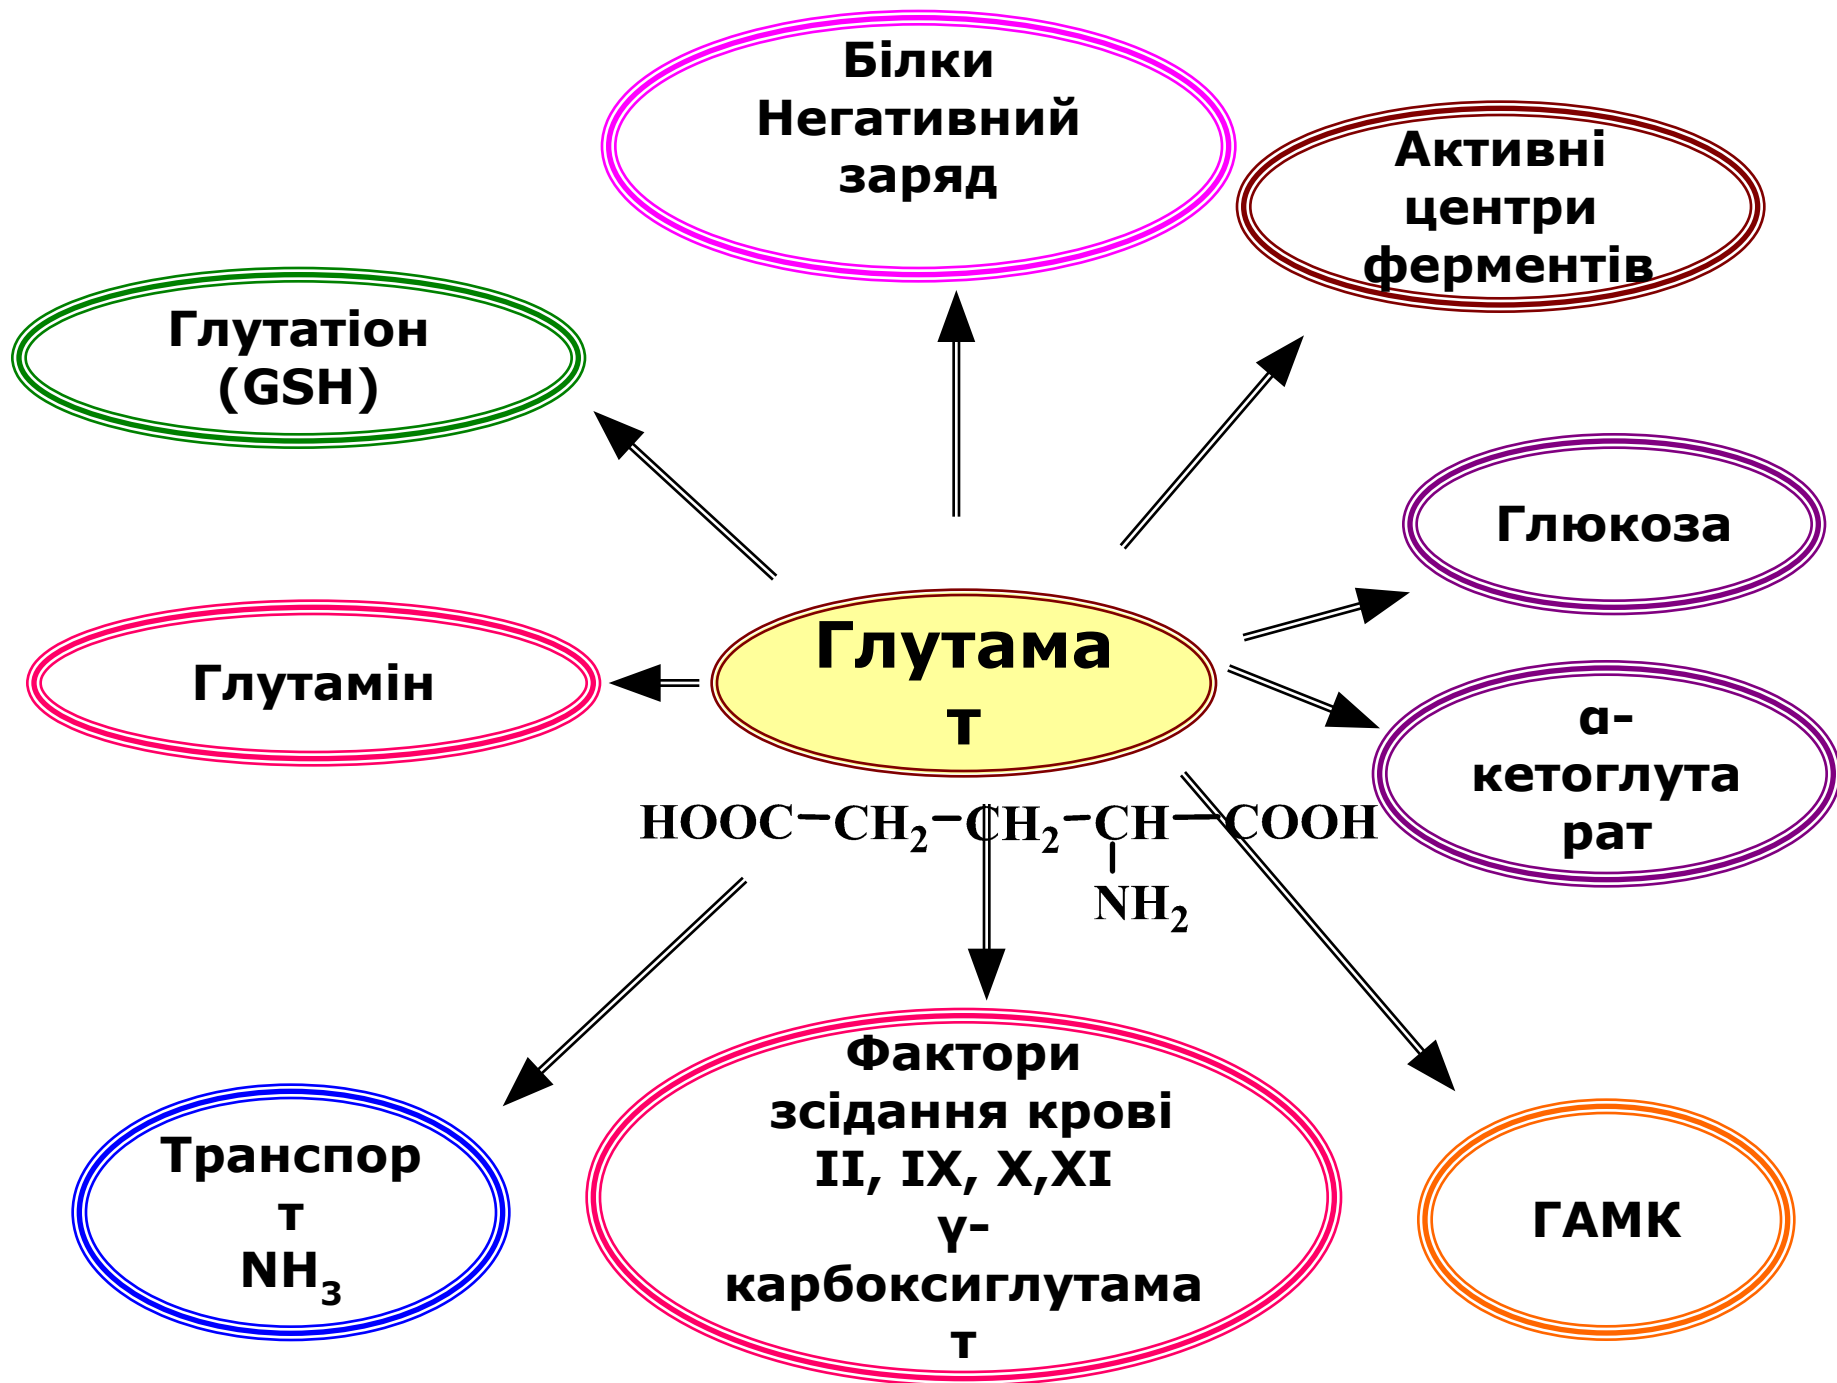 Білки
Негативний
заряд
Активні
центри
ферментів
Глутатіон
(GSH)
Глюкоза
Глутамін
Глутама
т
α–
кетоглута
рат
HOOC–CH₂–CH₂–CH–COOH
NH₂
Транспор
т
NH₃
Фактори
зсідання крові
II, IX, X,XI
γ–
карбоксиглутама
т
ГАМК